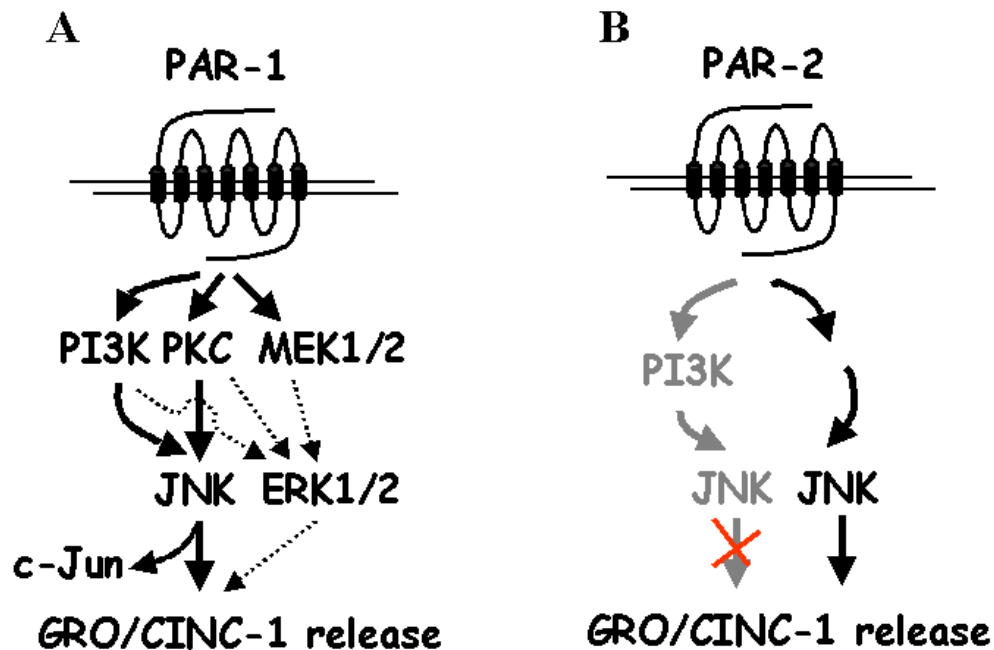 A
PAR-1
PI3K PKC MEK1/2
JNK ERK1/2
c-Jun
GRO/CINC-1 release
B
PAR-2
PI3K
JNK JNK
GRO/CINC-1 release